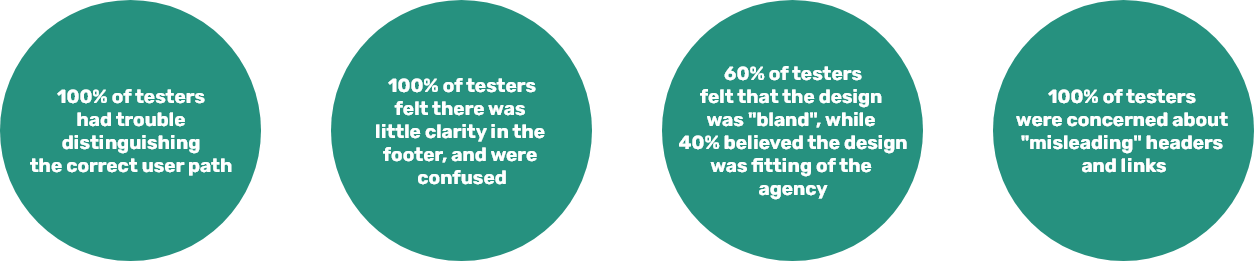 100% of testers
had trouble
distinguishing
the correct user path
100% of testers
felt there was
little clarity in the
footer, and were
confused
60% of testers
felt that the design
was "bland", while
40% believed the design
was fitting of the
agency
100% of testers
were concerned about
"misleading" headers
and links